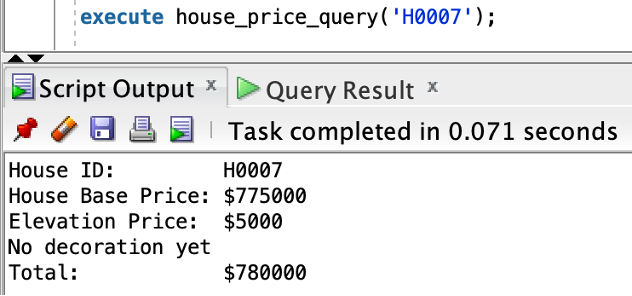 execute house_price_query('H0007');
Script Output x
Query Result x
Task completed in 0.071 seconds
House ID: H0007
House Base Price: $775000
Elevation Price: $5000
No decoration yet
Total: $780000